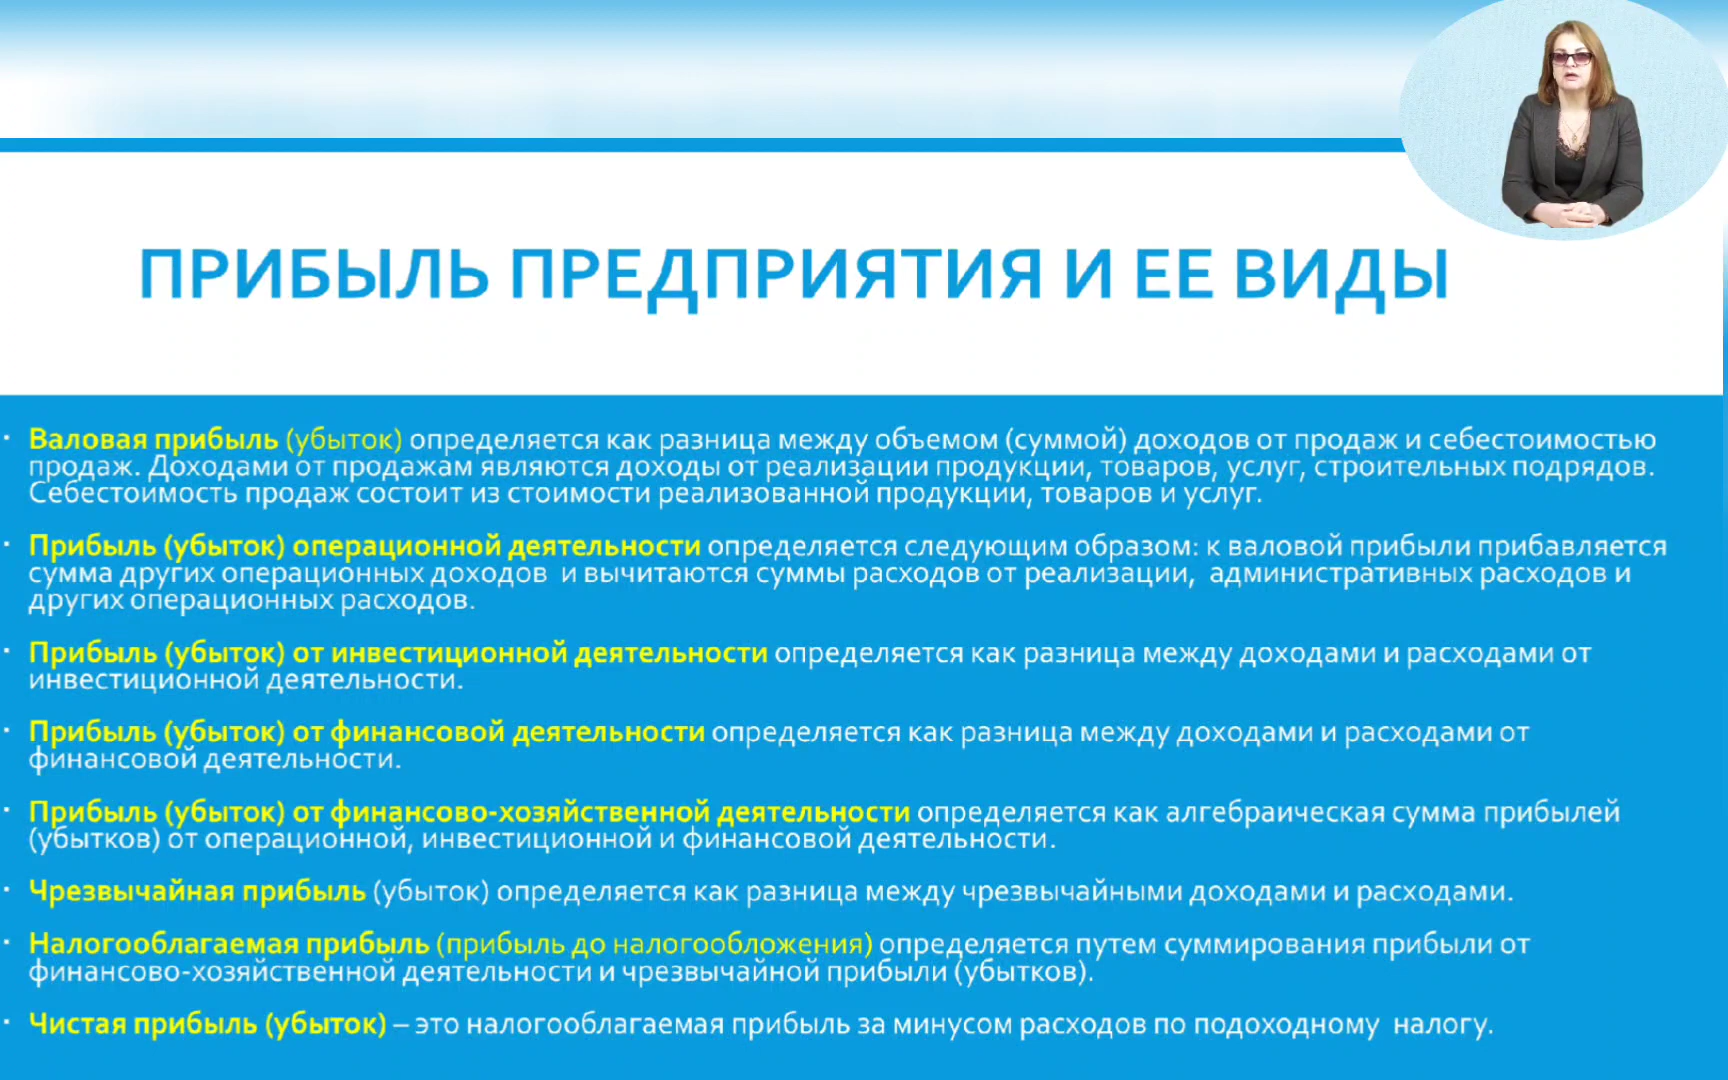 ПРИБЫЛЬ ПРЕДПРИЯТИЯ И ЕЕ ВИДЫ
· Валовая прибыль (убыток) определяется как разница между объемом (суммой) доходов от продаж и себестоимостью
продаж. Доходами от продажам являются доходы от реализации продукции, товаров, услуг, строительных подрядов.
Себестоимость продаж состоит из стоимости реализованной продукции, товаров и услуг.
· Прибыль (убыток) операционной деятельности определяется следующим образом: к валовой прибыли прибавляется
сумма других операционных доходов и вычитаются суммы расходов от реализации, административных расходов и
других операционных расходов.
· Прибыль (убыток) от инвестиционной деятельности определяется как разница между доходами и расходами от
инвестиционной деятельности.
· Прибыль (убыток) от финансовой деятельности определяется как разница между доходами и расходами от
финансовой деятельности.
· Прибыль (убыток) от финансово-хозяйственной деятельности определяется как алгебраическая сумма прибылей
(убытков) от операционной, инвестиционной и финансовой деятельности.
· Чрезвычайная прибыль (убыток) определяется как разница между чрезвычайными доходами и расходами.
· Налогооблагаемая прибыль (прибыль до налогообложения) определяется путем суммирования прибыли от
финансово-хозяйственной деятельности и чрезвычайной прибыли (убытков).
· Чистая прибыль (убыток) – это налогооблагаемая прибыль за минусом расходов по подоходному налогу.